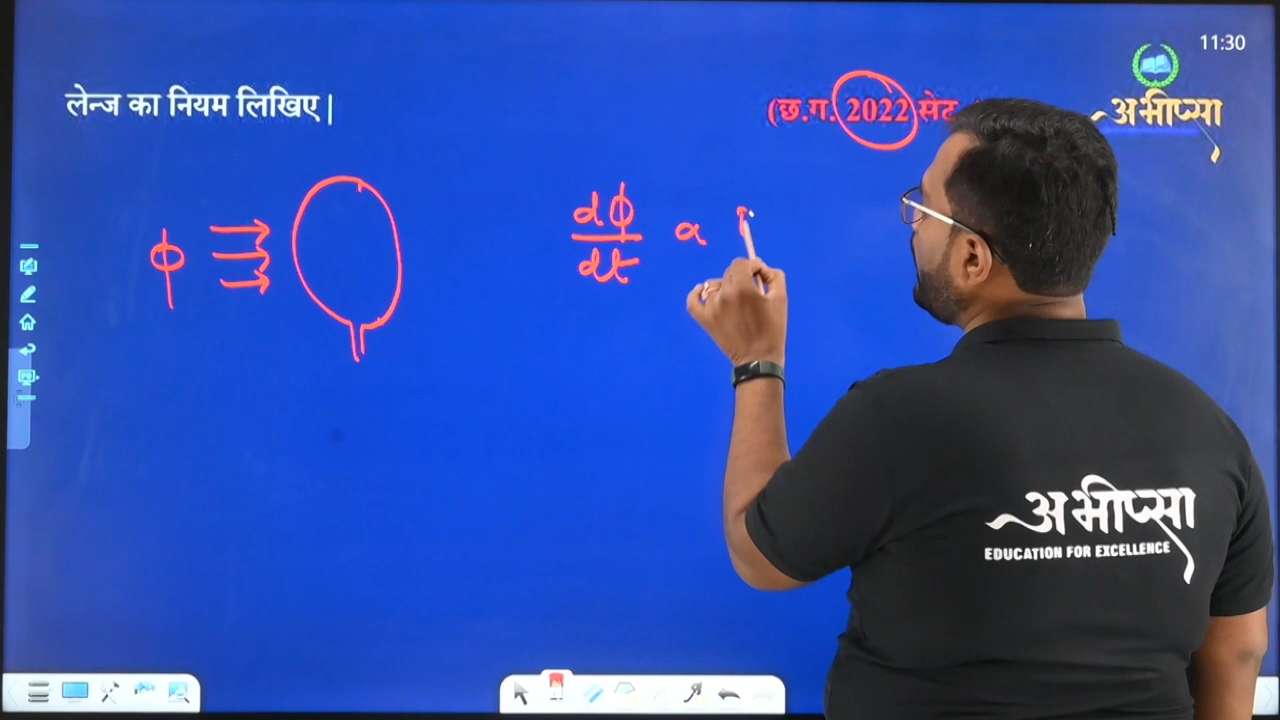 11:30
लेन्ज का नियम लिखिए |
(छ.ग. 2022 सेट
अभीप्सा
ϕ
dϕ
dt
α
अभीप्सा
EDUCATION FOR EXCELLENCE